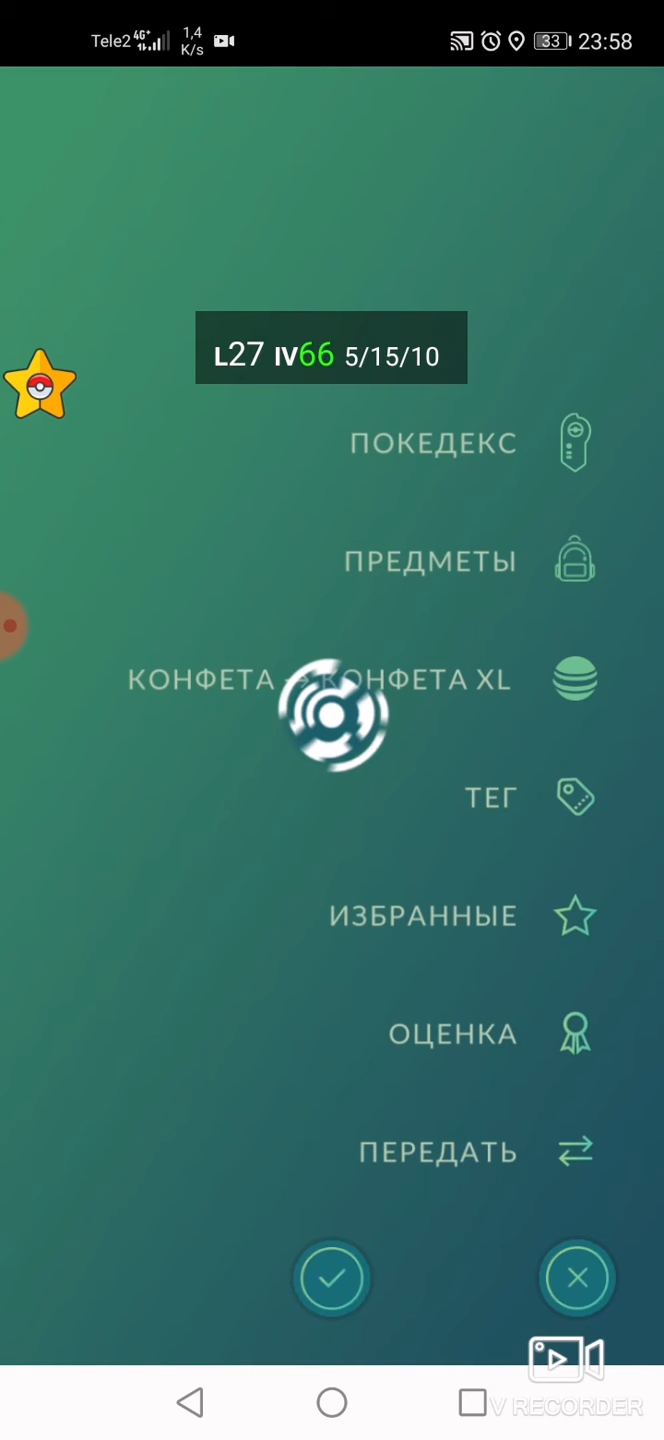 Tele2 4G+ 1,4 K/s 33 23:58
L27 IV66 5/15/10
ПОКЕДЕКС
ПРЕДМЕТЫ
КОНФЕТА → КОНФЕТА XL
ТЕГ
ИЗБРАННЫЕ
ОЦЕНКА
ПЕРЕДАТЬ
V RECORDER